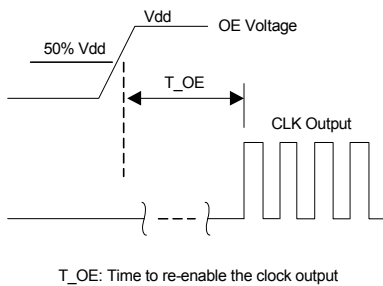 Vdd
OE Voltage
50% Vdd
T_OE
CLK Output
T_OE: Time to re-enable the clock output